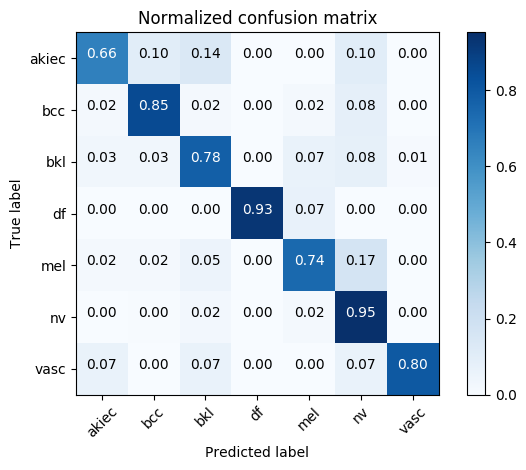 Normalized confusion matrix
akiec 0.66 0.10 0.14 0.00 0.00 0.10 0.00
bcc 0.02 0.85 0.02 0.00 0.02 0.08 0.00
bkl 0.03 0.03 0.78 0.00 0.07 0.08 0.01
df 0.00 0.00 0.00 0.93 0.07 0.00 0.00
mel 0.02 0.02 0.05 0.00 0.74 0.17 0.00
nv 0.00 0.00 0.02 0.00 0.02 0.95 0.00
vasc 0.07 0.00 0.07 0.00 0.00 0.07 0.80
akiec bcc bkl df mel nv vasc
True label
Predicted label
0.8
0.6
0.4
0.2
0.0